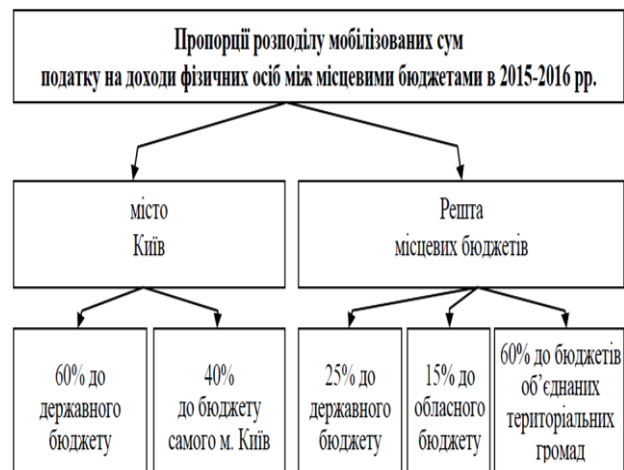 Пропорції розподілу мобілізованих сум
податку на доходи фізичних осіб між місцевими бюджетами в 2015-2016 рр.
місто
Київ
Решта
місцевих бюджетів
60% до
державного
бюджету
40%
до бюджету
самого м. Київ
25% до
державного
бюджету
15% до
обласного
бюджету
60% до бюджетів
об’єднаних
територіальних
громад